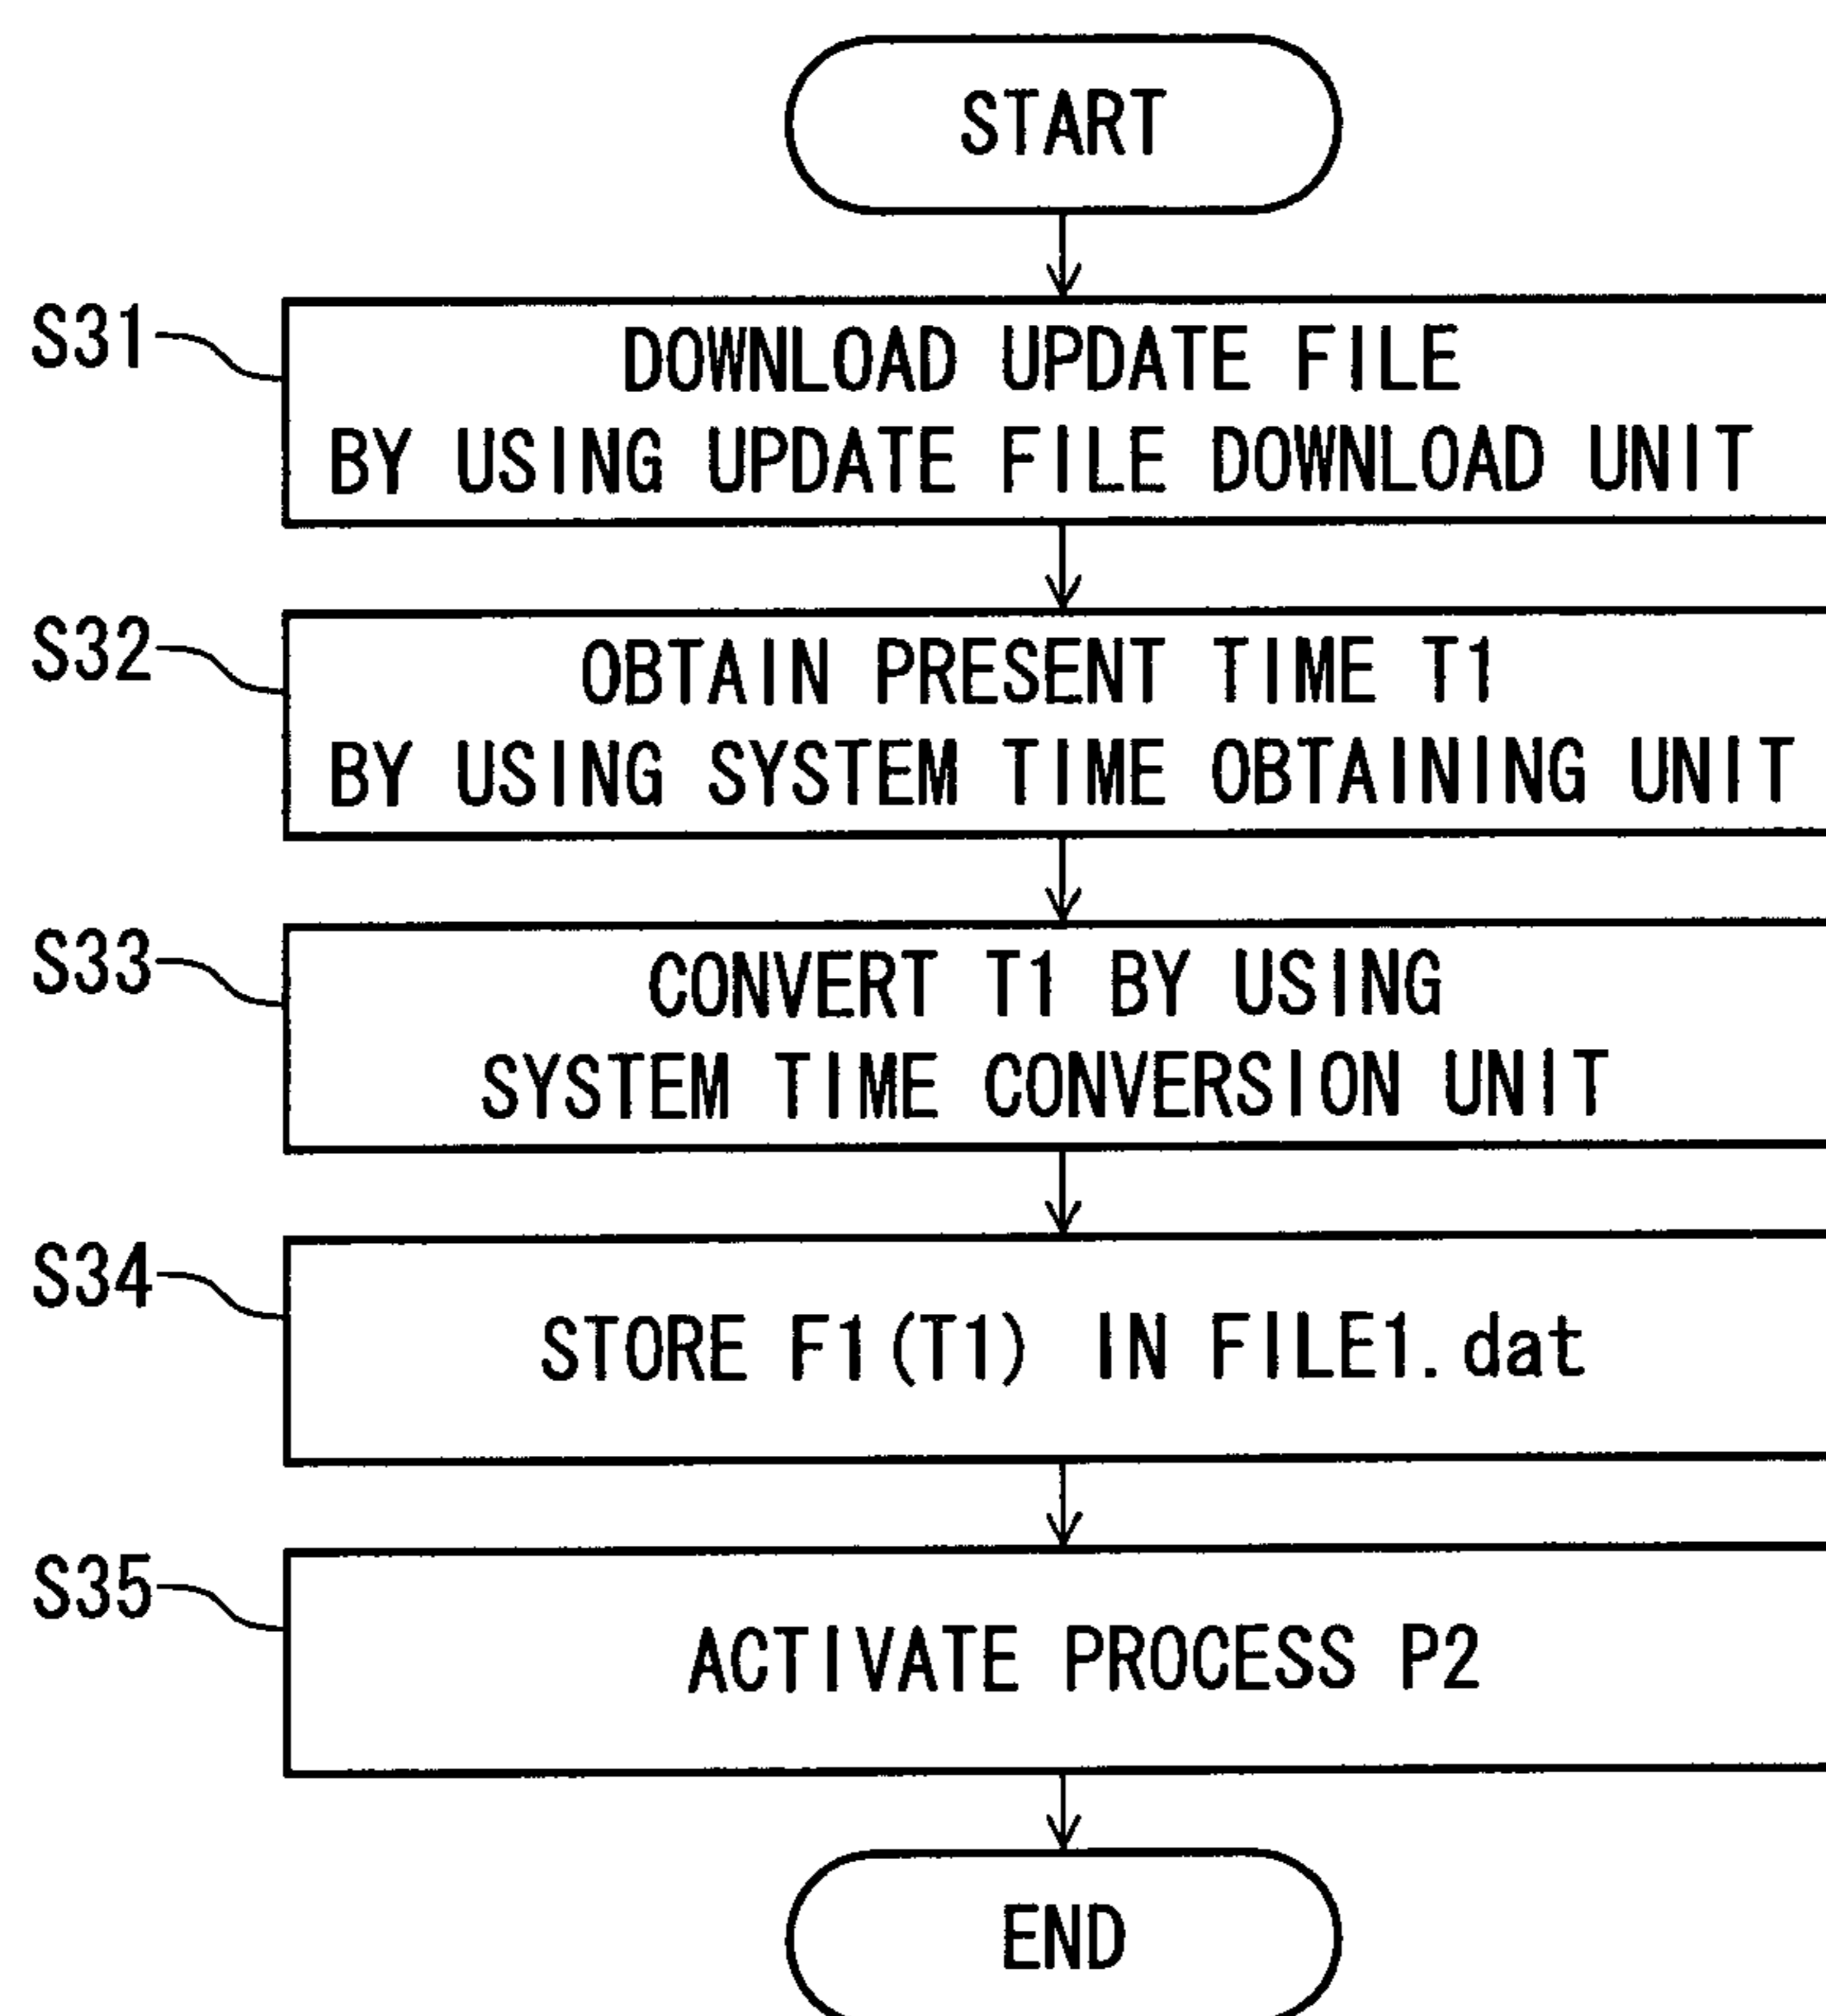 START
S31
DOWNLOAD UPDATE FILE
BY USING UPDATE FILE DOWNLOAD UNIT
S32
OBTAIN PRESENT TIME T1
BY USING SYSTEM TIME OBTAINING UNIT
S33
CONVERT T1 BY USING
SYSTEM TIME CONVERSION UNIT
S34
STORE F1(T1) IN FILE1.dat
S35
ACTIVATE PROCESS P2
END